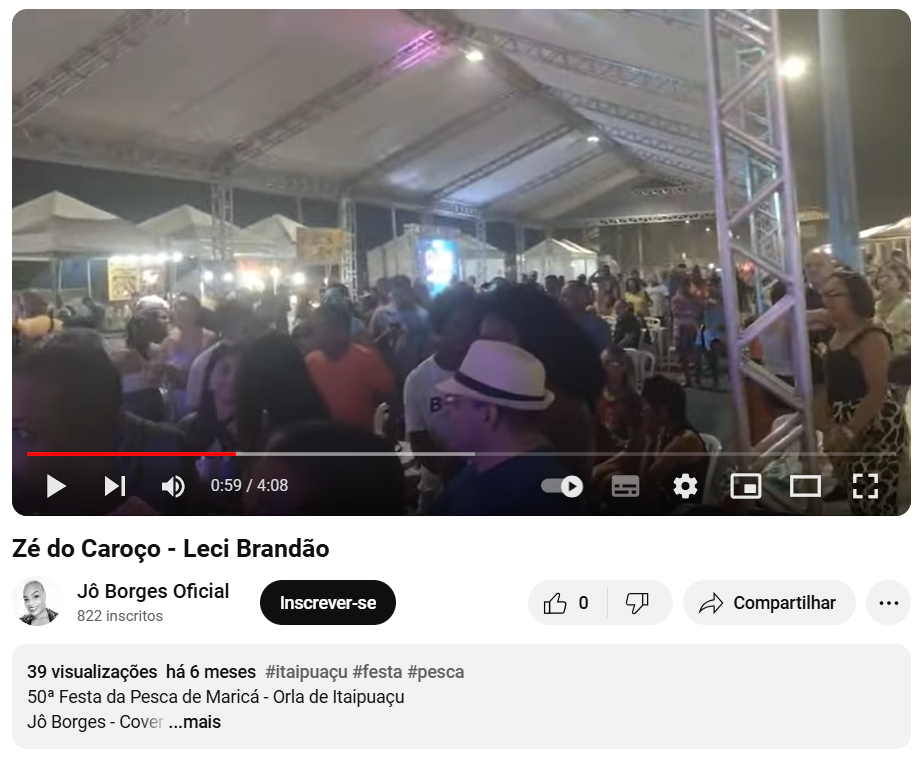 0:59 / 4:08
Zé do Caroço - Leci Brandão
Jô Borges Oficial
822 inscritos
Inscrever-se
0
Compartilhar
39 visualizações há 6 meses #itaipuaçu #festa #pesca
50ª Festa da Pesca de Maricá - Orla de Itaipuaçu
Jô Borges - Cover ...mais